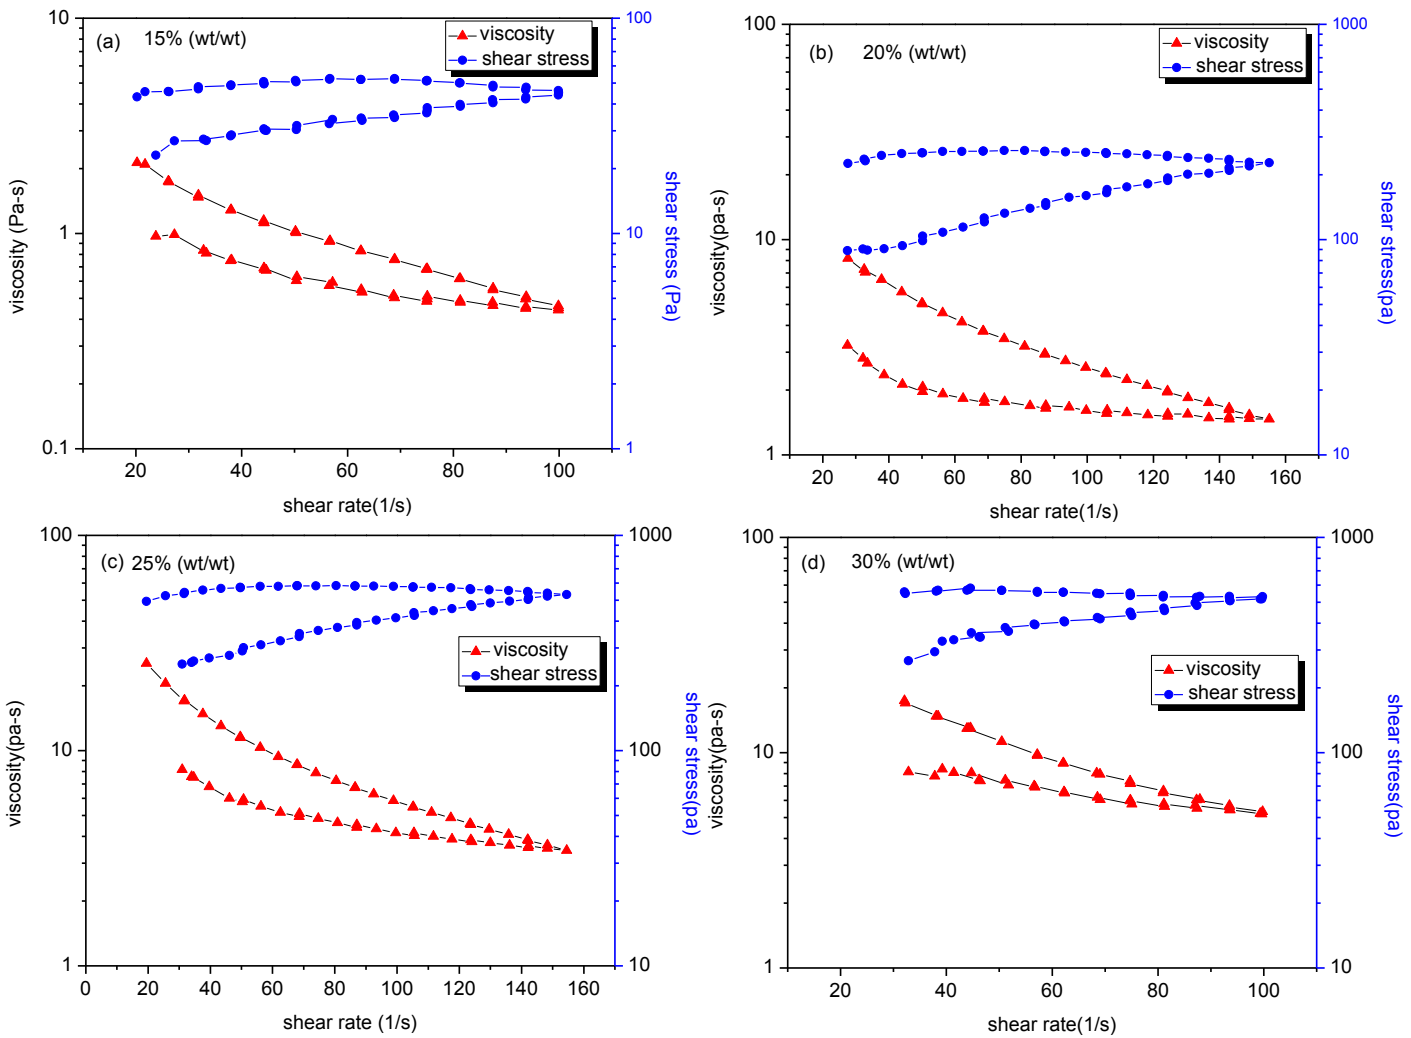 (a) 15% (wt/wt)
viscosity
shear stress
10
1
0.1
viscosity (Pa-s)
100
10
1
shear stress (Pa)
20 40 60 80 100
shear rate(1/s)
(b) 20% (wt/wt)
viscosity
shear stress
100
10
1
viscosity(pa-s)
1000
100
10
shear stress(pa)
20 40 60 80 100 120 140 160
shear rate(1/s)
(c) 25% (wt/wt)
viscosity
shear stress
100
10
1
viscosity(pa-s)
1000
100
10
shear stress(pa)
0 20 40 60 80 100 120 140 160
shear rate (1/s)
(d) 30% (wt/wt)
viscosity
shear stress
100
10
1
viscosity(pa-s)
1000
100
10
shear stress(pa)
20 40 60 80 100
shear rate(1/s)